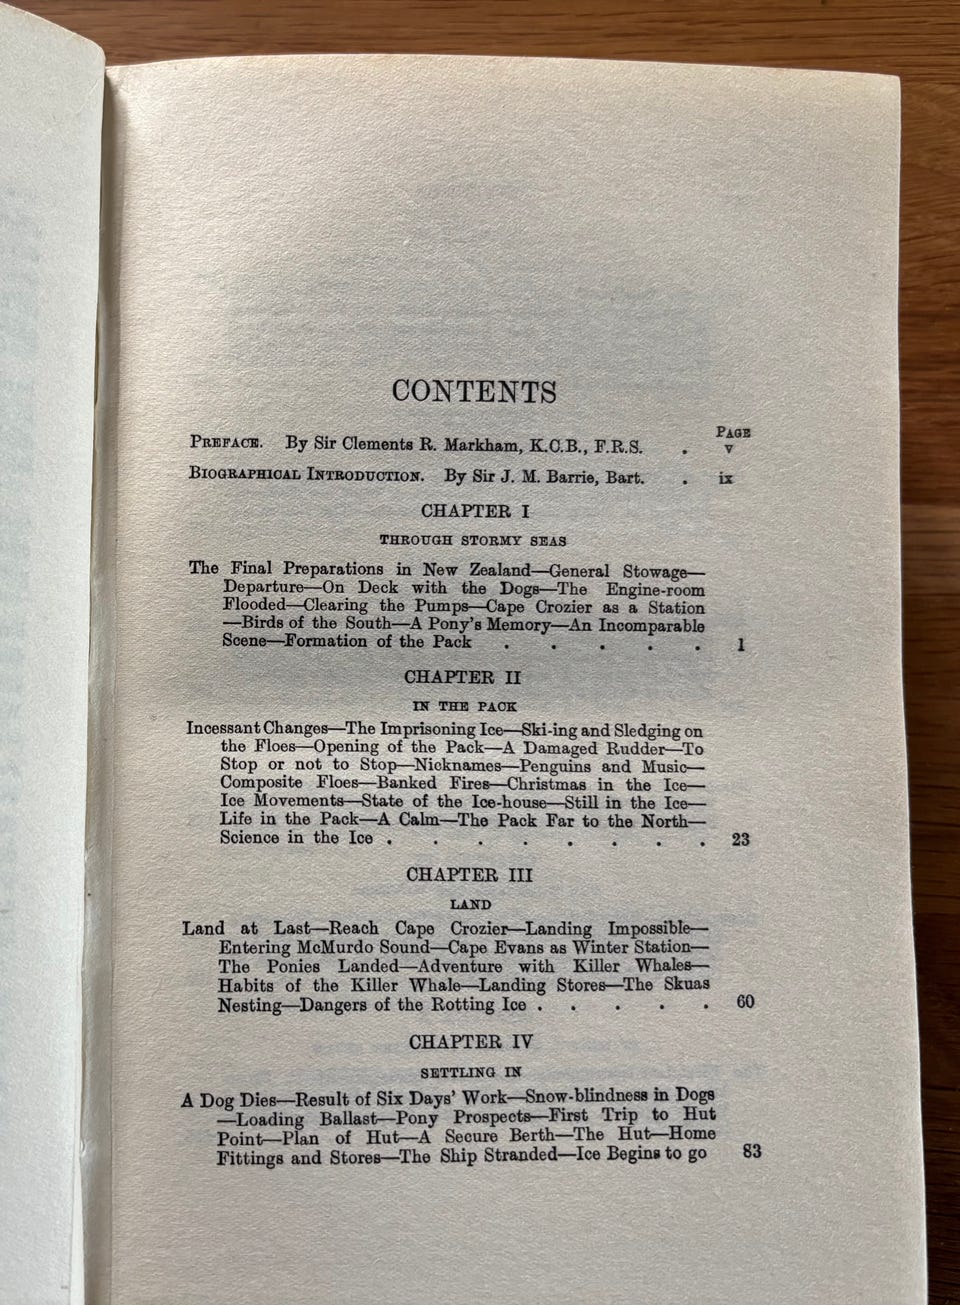 CONTENTS
PAGE
PREFACE. By Sir Clements R. Markham, K.C.B., F.R.S. . v
BIOGRAPHICAL INTRODUCTION. By Sir J. M. Barrie, Bart. . ix
CHAPTER I
THROUGH STORMY SEAS
The Final Preparations in New Zealand—General Stowage—
Departure—On Deck with the Dogs—The Engine-room
Flooded—Clearing the Pumps—Cape Crozier as a Station
—Birds of the South—A Pony's Memory—An Incomparable
Scene—Formation of the Pack . . . . . 1
CHAPTER II
IN THE PACK
Incessant Changes—The Imprisoning Ice—Ski-ing and Sledging on
the Floes—Opening of the Pack—A Damaged Rudder—To
Stop or not to Stop—Nicknames—Penguins and Music—
Composite Floes—Banked Fires—Christmas in the Ice—
Ice Movements—State of the Ice-house—Still in the Ice—
Life in the Pack—A Calm—The Pack Far to the North—
Science in the Ice . . . . . . . . 23
CHAPTER III
LAND
Land at Last—Reach Cape Crozier—Landing Impossible—
Entering McMurdo Sound—Cape Evans as Winter Station—
The Ponies Landed—Adventure with Killer Whales—
Habits of the Killer Whale—Landing Stores—The Skuas
Nesting—Dangers of the Rotting Ice . . . . . 60
CHAPTER IV
SETTLING IN
A Dog Dies—Result of Six Days' Work—Snow-blindness in Dogs
—Loading Ballast—Pony Prospects—First Trip to Hut
Point—Plan of Hut—A Secure Berth—The Hut—Home
Fittings and Stores—The Ship Stranded—Ice Begins to go 83